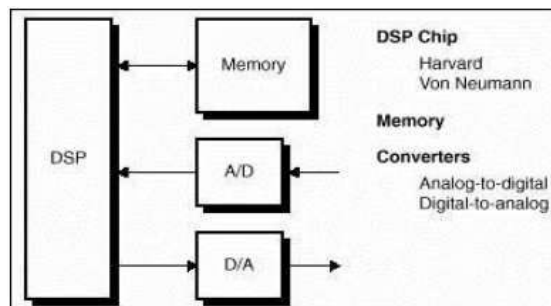 DSP
Memory
A/D
D/A
DSP Chip
Harvard
Von Neumann
Memory
Converters
Analog-to-digital
Digital-to-analog